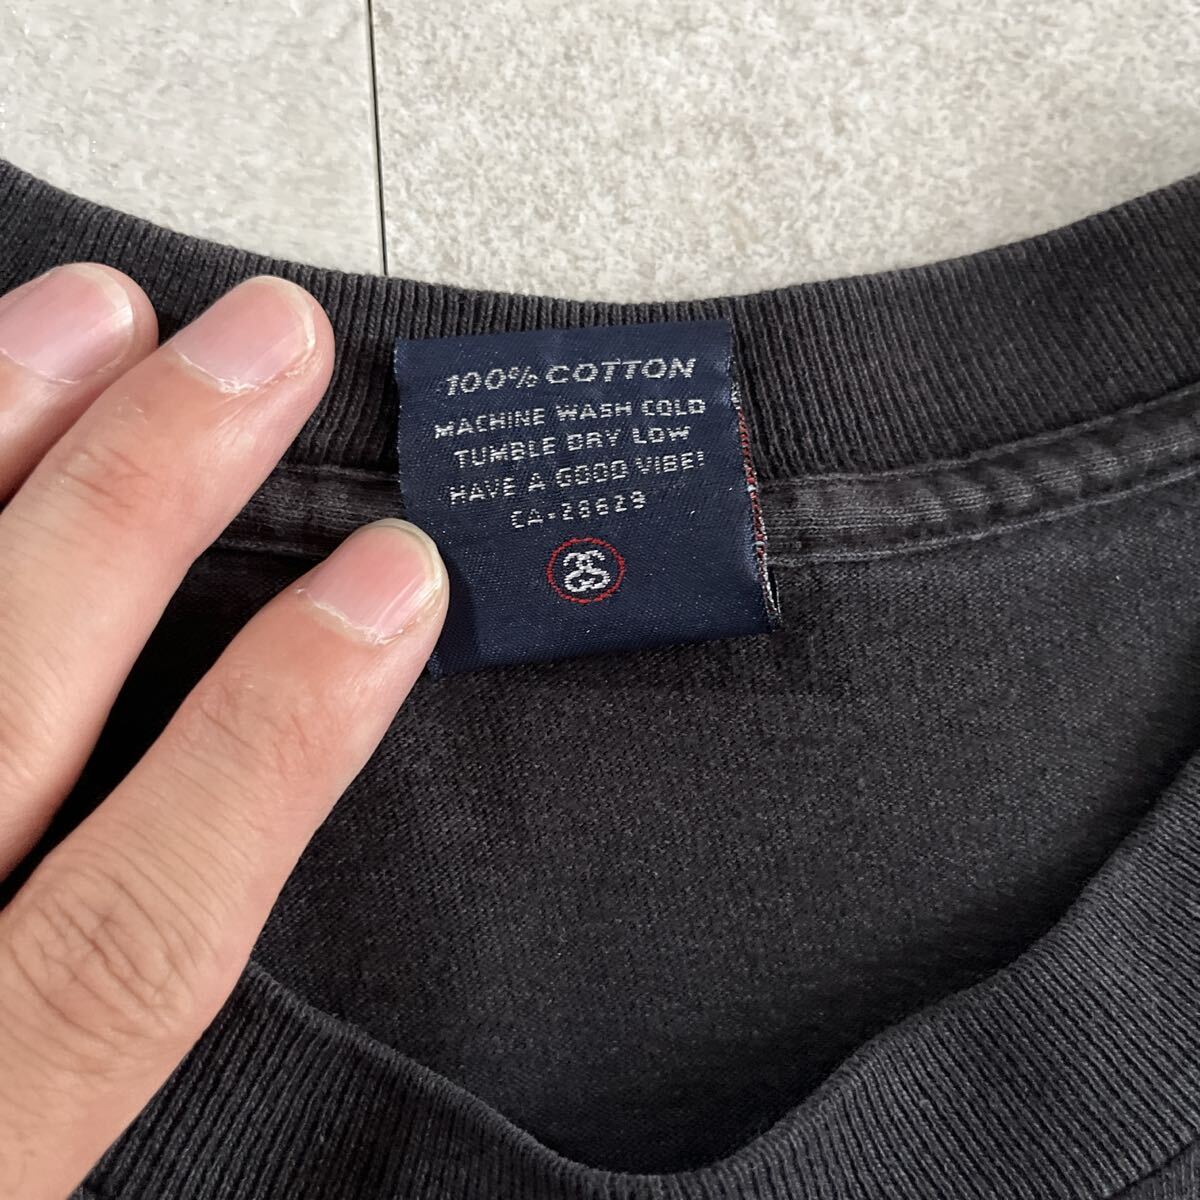 100% COTTON
MACHINE WASH COLD
TUMBLE DRY LOW
HAVE A GOOD VIBE!
CA-28629